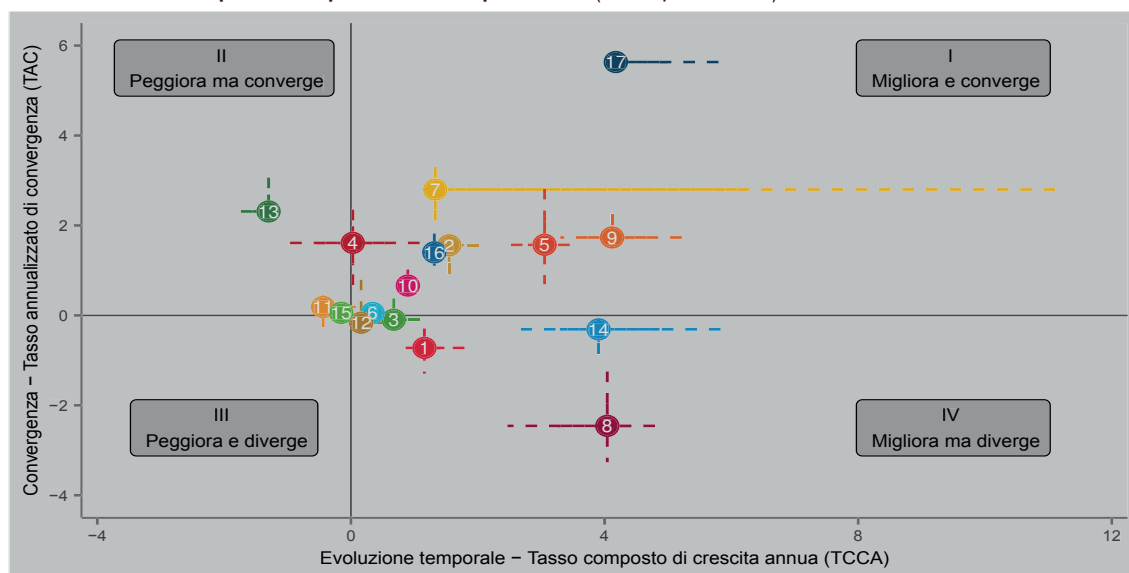 II
Peggiora ma converge
I
Migliora e converge
III
Peggiora e diverge
IV
Migliora ma diverge
17
7
13
4
16
2
5
9
10
11
15
6
12
3
1
14
8
6
4
2
0
−2
−4
−4
0
4
8
12
Convergenza − Tasso annualizzato di convergenza (TAC)
Evoluzione temporale − Tasso composto di crescita annua (TCCA)